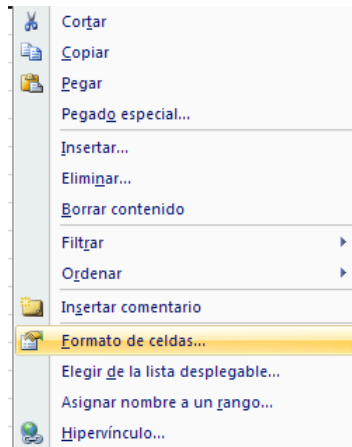 Cortar
Copiar
Pegar
Pegado especial...
Insertar...
Eliminar...
Borrar contenido
Filtrar
Ordenar
Insertar comentario
Formato de celdas...
Elegir de la lista desplegable...
Asignar nombre a un rango...
Hipervínculo...